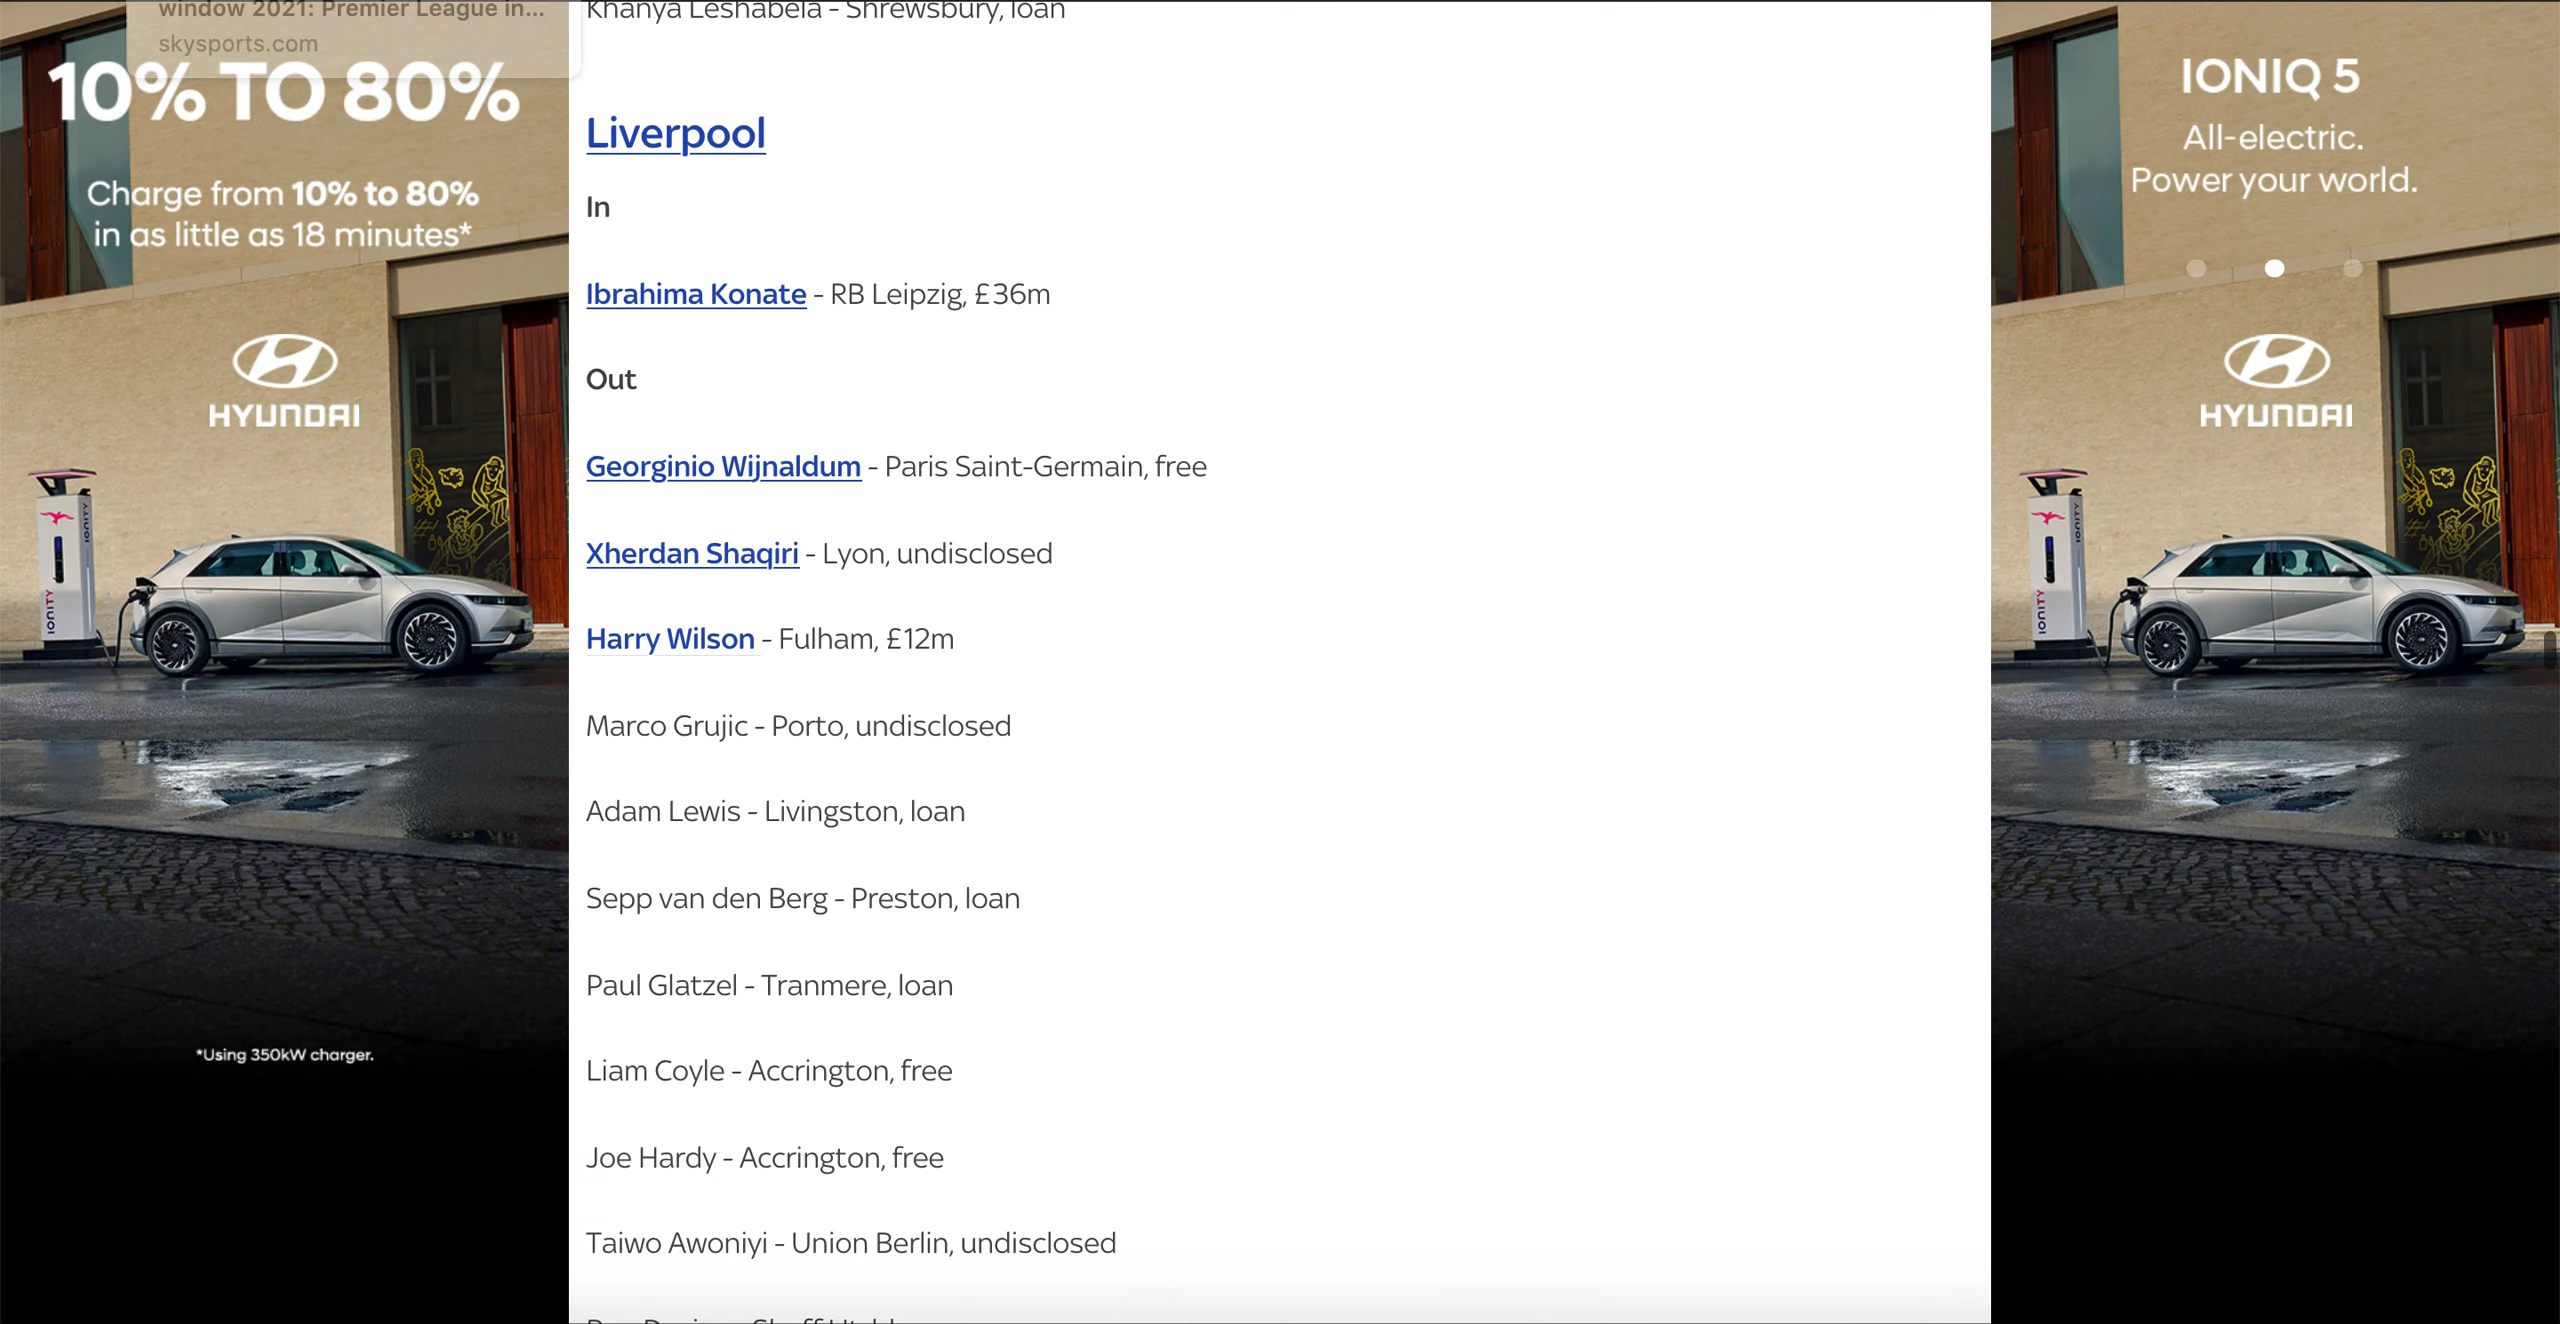 window 2021: Premier League in...
skysports.com
10% TO 80%
Charge from 10% to 80%
in as little as 18 minutes*
HYUNDAI
IONITY
IONITY
*Using 350kW charger.
Khanya Leshabela - Shrewsbury, loan
Liverpool
In
Ibrahima Konate - RB Leipzig, £36m
Out
Georginio Wijnaldum - Paris Saint-Germain, free
Xherdan Shaqiri - Lyon, undisclosed
Harry Wilson - Fulham, £12m
Marco Grujic - Porto, undisclosed
Adam Lewis - Livingston, loan
Sepp van den Berg - Preston, loan
Paul Glatzel - Tranmere, loan
Liam Coyle - Accrington, free
Joe Hardy - Accrington, free
Taiwo Awoniyi - Union Berlin, undisclosed
IONIQ 5
All-electric.
Power your world.
HYUNDAI
IONITY
IONITY